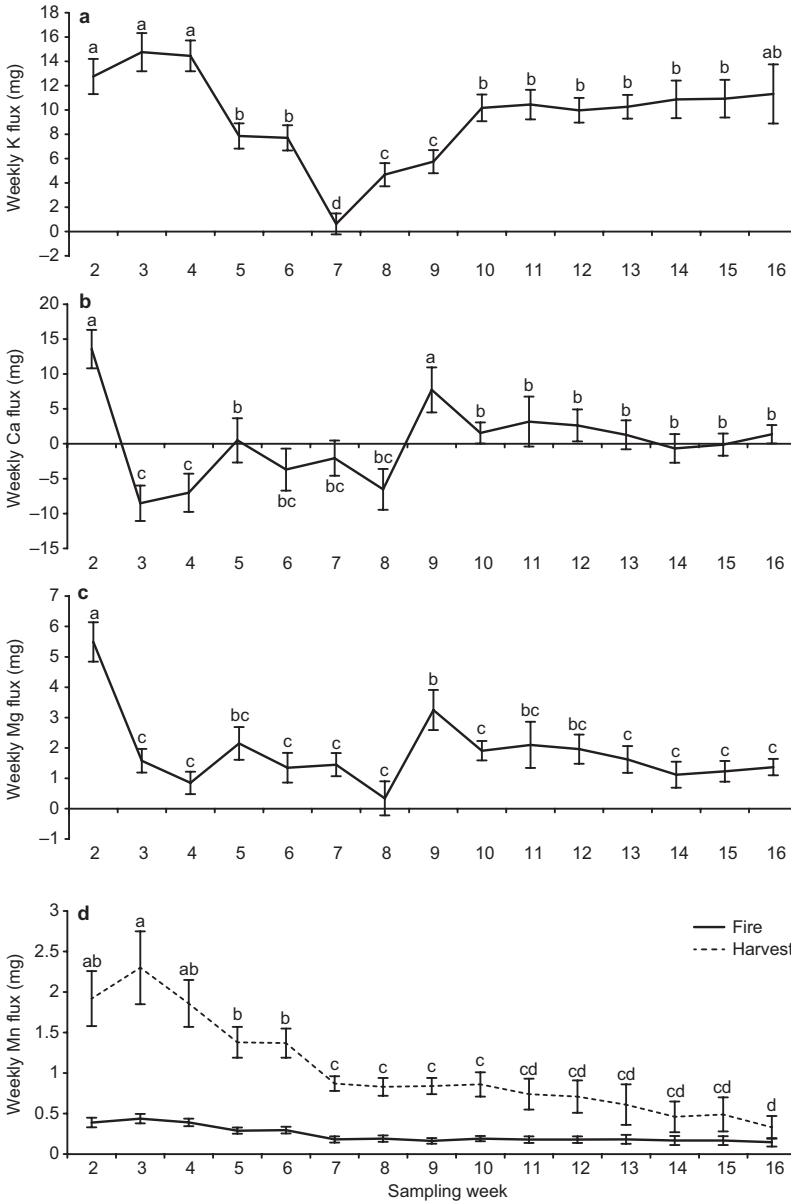 a
Weekly K flux (mg)
18
16
14
12
10
8
6
4
2
0
–2
a a a b b d c c b b b b b b ab
2 3 4 5 6 7 8 9 10 11 12 13 14 15 16
b
Weekly Ca flux (mg)
20
15
10
5
0
–5
–10
–15
a c c b bc bc bc a b b b b b b b
2 3 4 5 6 7 8 9 10 11 12 13 14 15 16
c
Weekly Mg flux (mg)
7
6
5
4
3
2
1
0
–1
a c c bc c c c b c bc bc c c c c
2 3 4 5 6 7 8 9 10 11 12 13 14 15 16
d
Weekly Mn flux (mg)
3
2.5
2
1.5
1
0.5
0
Fire
Harvest
ab a ab b b c c c c cd cd cd cd cd d
2 3 4 5 6 7 8 9 10 11 12 13 14 15 16
Sampling week